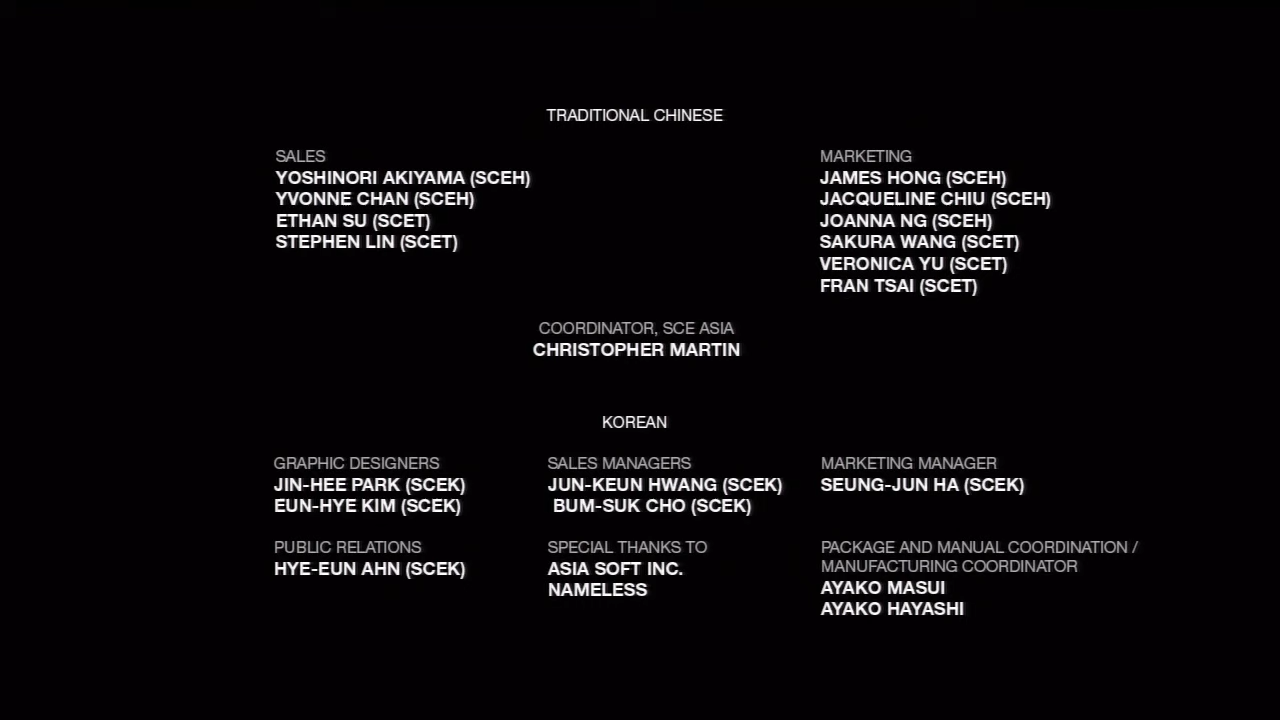 TRADITIONAL CHINESE
SALES
YOSHINORI AKIYAMA (SCEH)
YVONNE CHAN (SCEH)
ETHAN SU (SCET)
STEPHEN LIN (SCET)
MARKETING
JAMES HONG (SCEH)
JACQUELINE CHIU (SCEH)
JOANNA NG (SCEH)
SAKURA WANG (SCET)
VERONICA YU (SCET)
FRAN TSAI (SCET)
COORDINATOR, SCE ASIA
CHRISTOPHER MARTIN
KOREAN
GRAPHIC DESIGNERS
JIN-HEE PARK (SCEK)
EUN-HYE KIM (SCEK)
SALES MANAGERS
JUN-KEUN HWANG (SCEK)
BUM-SUK CHO (SCEK)
MARKETING MANAGER
SEUNG-JUN HA (SCEK)
PUBLIC RELATIONS
HYE-EUN AHN (SCEK)
SPECIAL THANKS TO
ASIA SOFT INC.
NAMELESS
PACKAGE AND MANUAL COORDINATION /
MANUFACTURING COORDINATOR
AYAKO MASUI
AYAKO HAYASHI